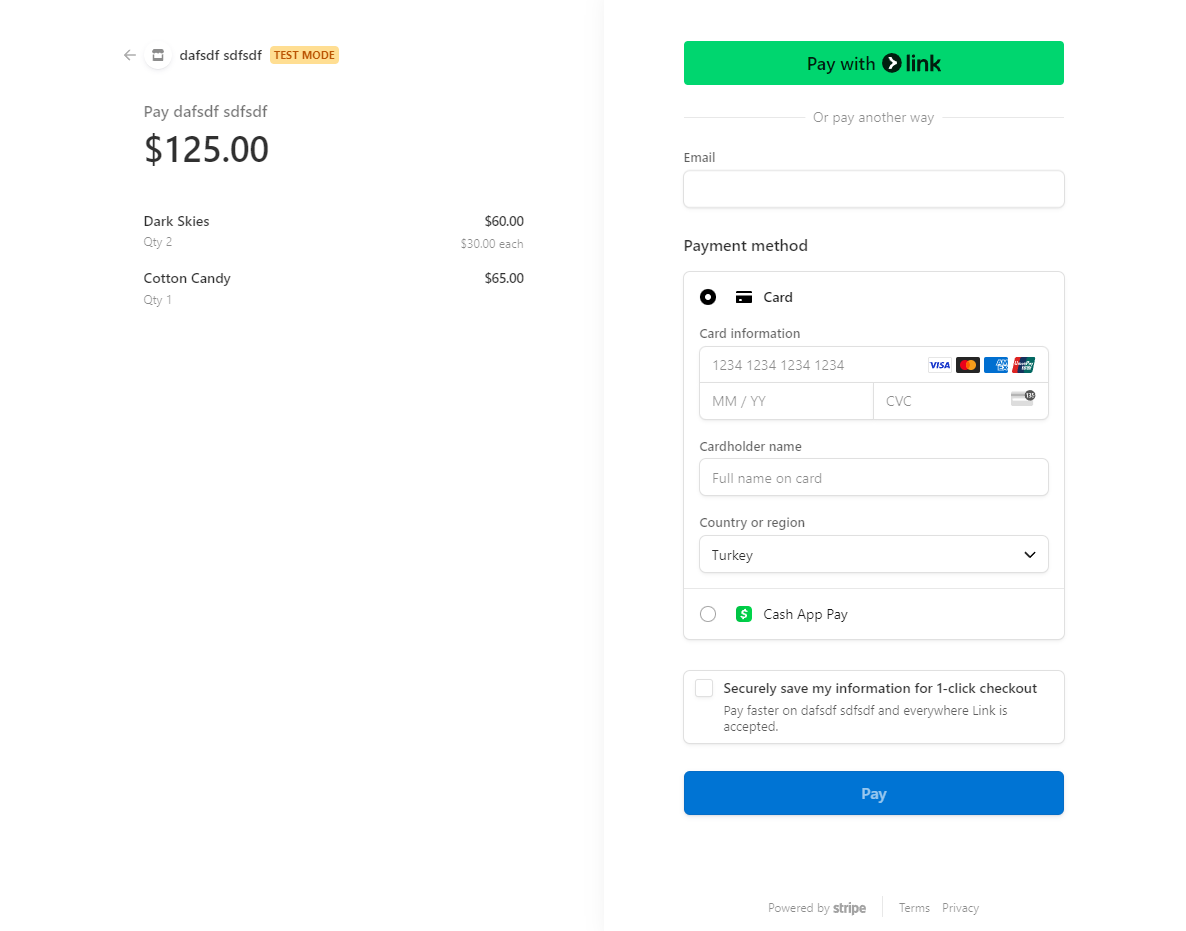 dafsdf sdfsdf TEST MODE
Pay dafsdf sdfsdf
$125.00
Dark Skies $60.00
Qty 2 $30.00 each
Cotton Candy $65.00
Qty 1
Pay with link
Or pay another way
Email
Payment method
Card
Card information
1234 1234 1234 1234 VISA
MM / YY CVC 135
Cardholder name
Full name on card
Country or region
Turkey
$ Cash App Pay
Securely save my information for 1-click checkout
Pay faster on dafsdf sdfsdf and everywhere Link is
accepted.
Pay
Powered by stripe Terms Privacy